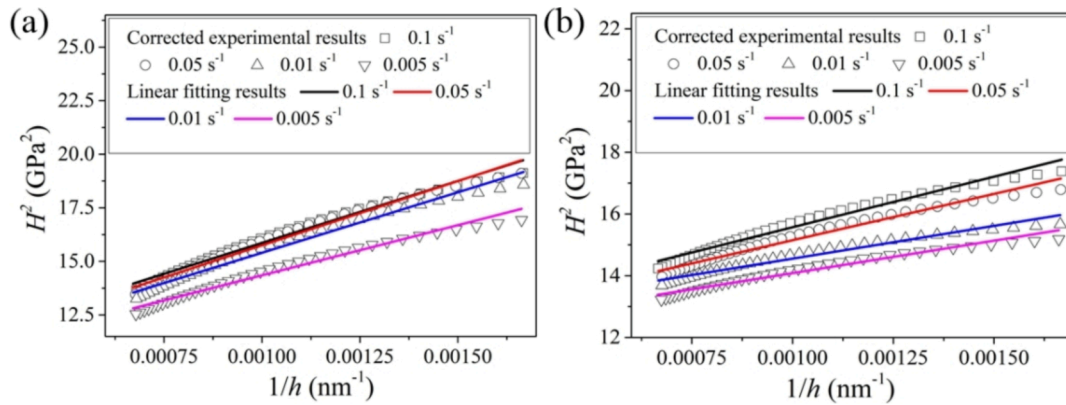 (a)
Corrected experimental results □ 0.1 s⁻¹
○ 0.05 s⁻¹ △ 0.01 s⁻¹ ▽ 0.005 s⁻¹
Linear fitting results 0.1 s⁻¹ 0.05 s⁻¹
0.01 s⁻¹ 0.005 s⁻¹
H² (GPa²)
25.0
22.5
20.0
17.5
15.0
12.5
0.00075 0.00100 0.00125 0.00150
1/h (nm⁻¹)
(b)
Corrected experimental results □ 0.1 s⁻¹
○ 0.05 s⁻¹ △ 0.01 s⁻¹ ▽ 0.005 s⁻¹
Linear fitting results 0.1 s⁻¹ 0.05 s⁻¹
0.01 s⁻¹ 0.005 s⁻¹
H² (GPa²)
22
20
18
16
14
12
0.00075 0.00100 0.00125 0.00150
1/h (nm⁻¹)